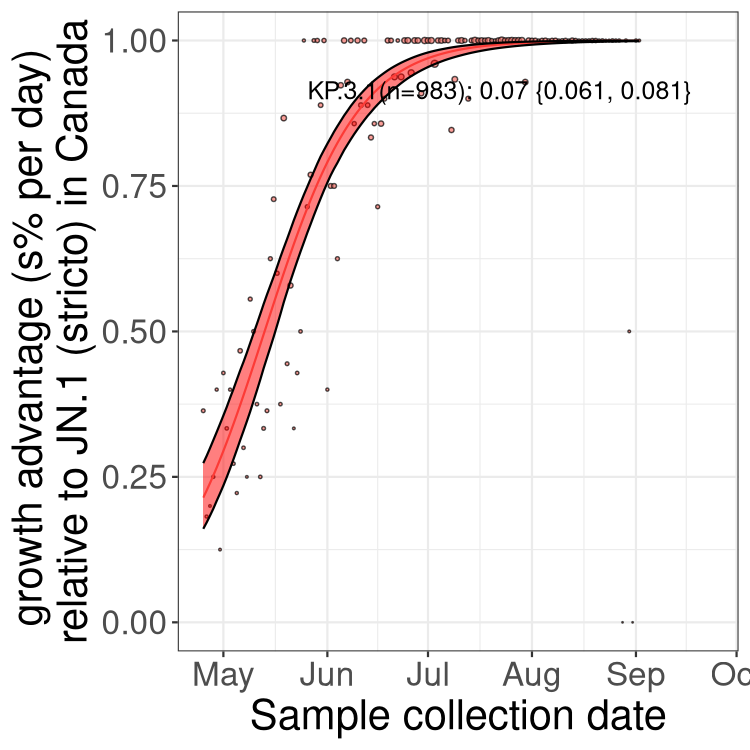 growth advantage (s% per day)
relative to JN.1 (stricto) in Canada
1.00
0.75
0.50
0.25
0.00
KP.3.1(n=983): 0.07 {0.061, 0.081}
May Jun Jul Aug Sep Oc
Sample collection date